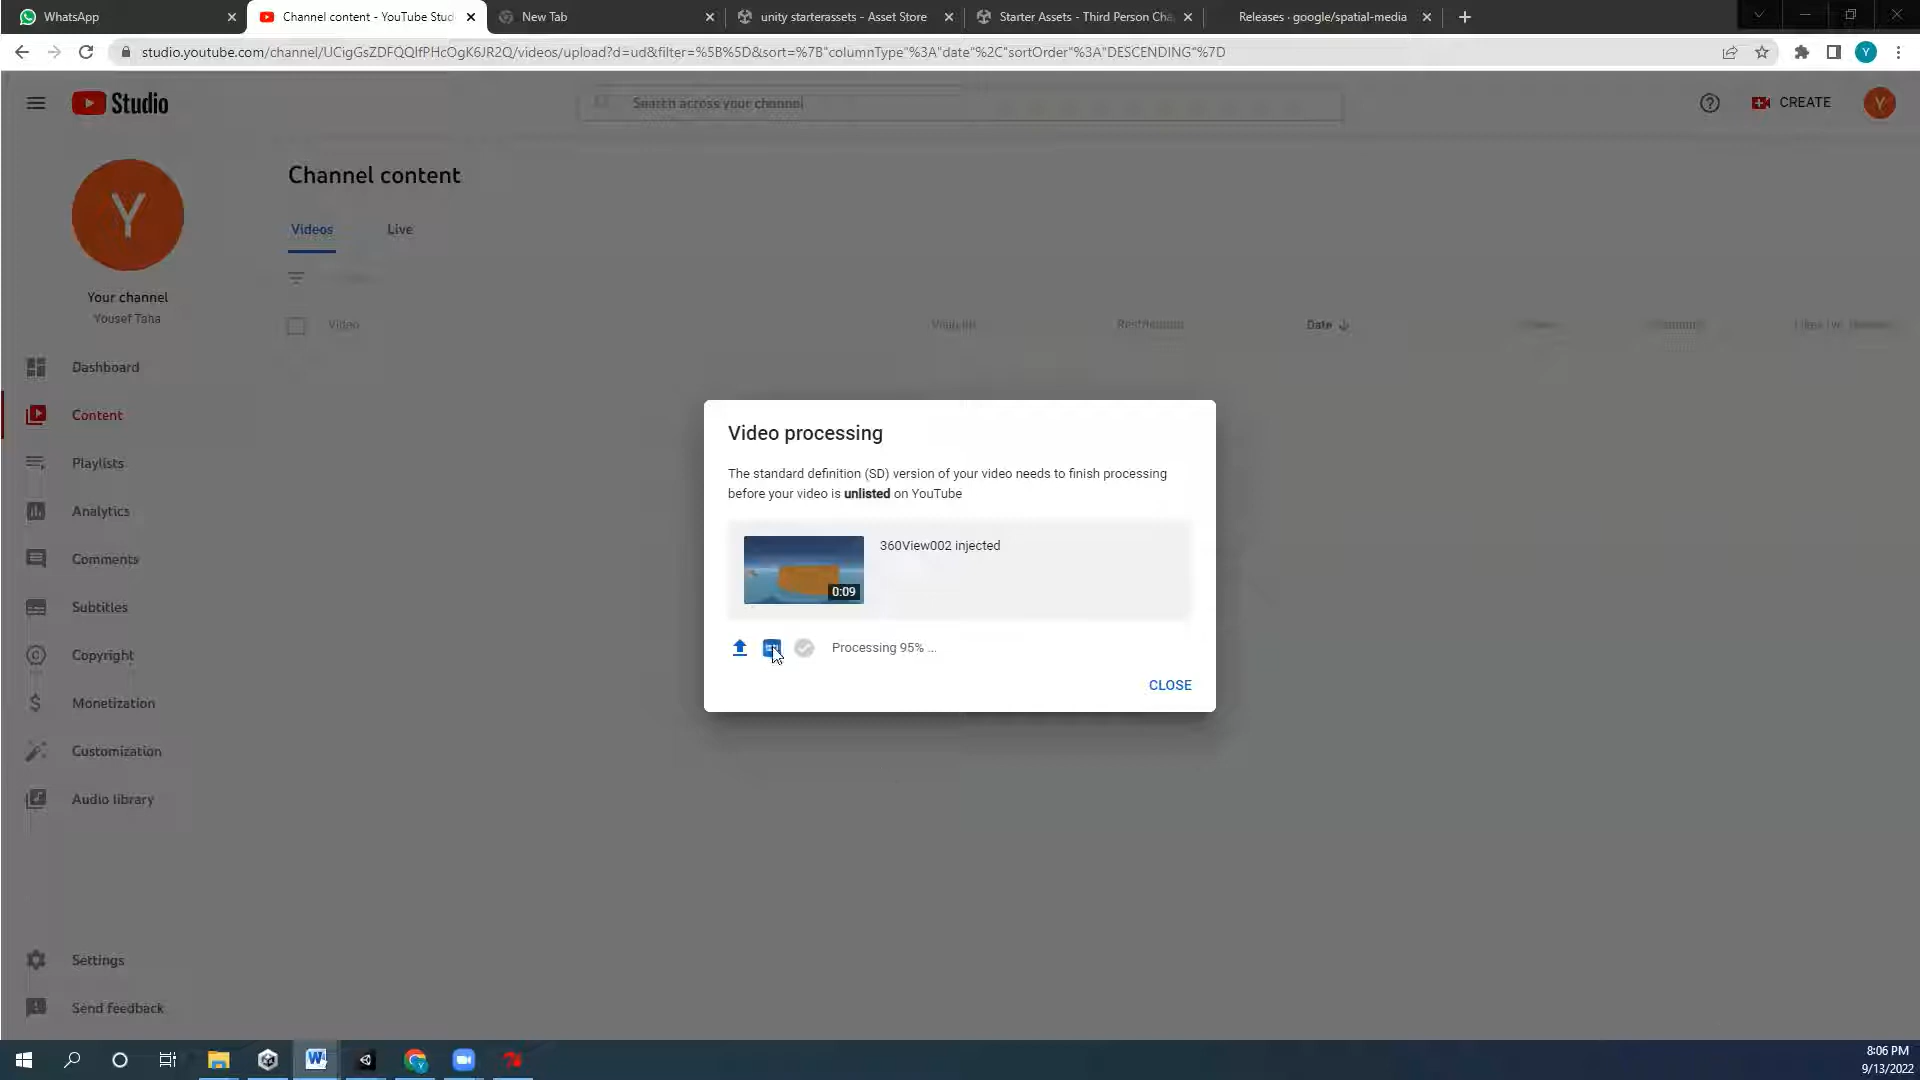 WhatsApp
Channel content - YouTube Stud
New Tab
unity starterassets - Asset Store
Starter Assets - Third Person Cha
Releases · google/spatial-media
studio.youtube.com/channel/UCigGsZDFQQlfPHcOgK6JR2Q/videos/upload?d=ud&filter=%5B%5D&sort=%7B"columnType"%3A"date"%2C"sortOrder"%3A"DESCENDING"%7D
Y
Studio
Search across your channel
CREATE
Y
Y
Channel content
Videos
Live
Your channel
Yousef Taha
Video
Visibility
Restrictions
Date
Dashboard
Content
Playlists
Analytics
Comments
Subtitles
Copyright
Monetization
Customization
Audio library
Settings
Send feedback
Video processing
The standard definition (SD) version of your video needs to finish processing
before your video is unlisted on YouTube
360View002 injected
0:09
Processing 95% ...
CLOSE
8:06 PM
9/13/2022